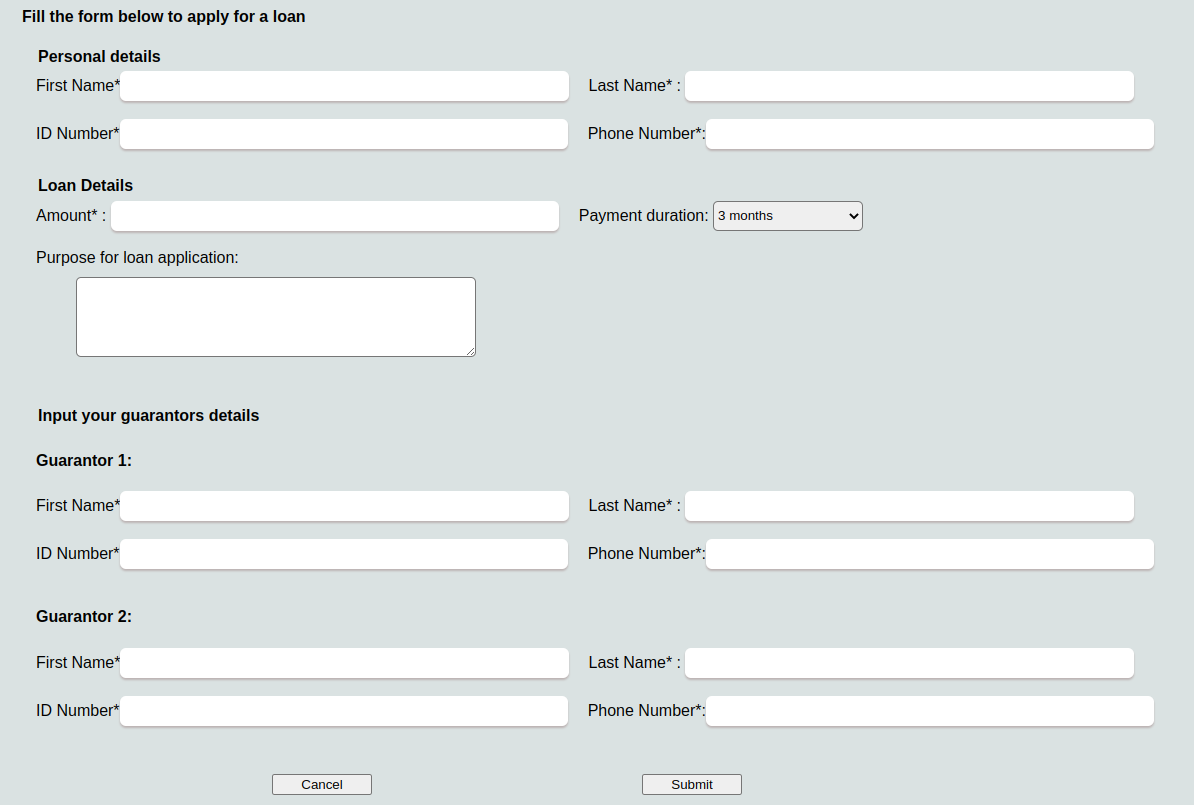 Fill the form below to apply for a loan
Personal details
First Name* Last Name* :
ID Number* Phone Number*:
Loan Details
Amount* : Payment duration: 3 months
Purpose for loan application:
Input your guarantors details
Guarantor 1:
First Name* Last Name* :
ID Number* Phone Number*:
Guarantor 2:
First Name* Last Name* :
ID Number* Phone Number*:
Cancel Submit